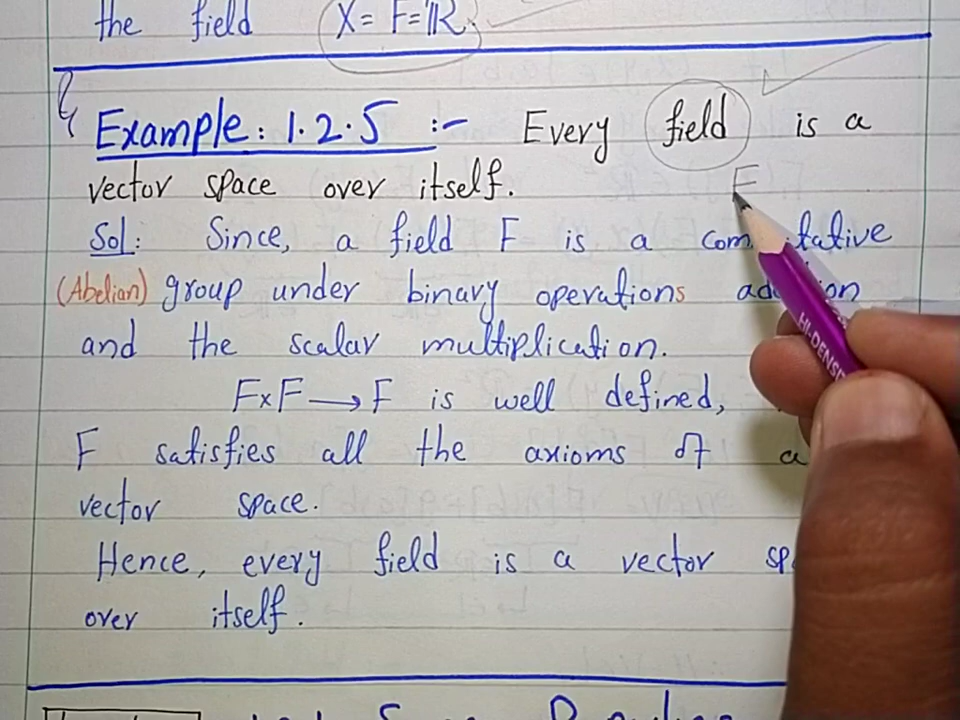 the field X = F = ℝ
Example: 1.2.5 :- Every field is a
vector space over itself. F
Sol: Since, a field F is a
(Abelian) group under binary operations
and the scalar multiplication.
F×F → F is well defined,
F satisfies all the axioms of a
vector space.
Hence, every field is a vector
over itself.
HI-DENS